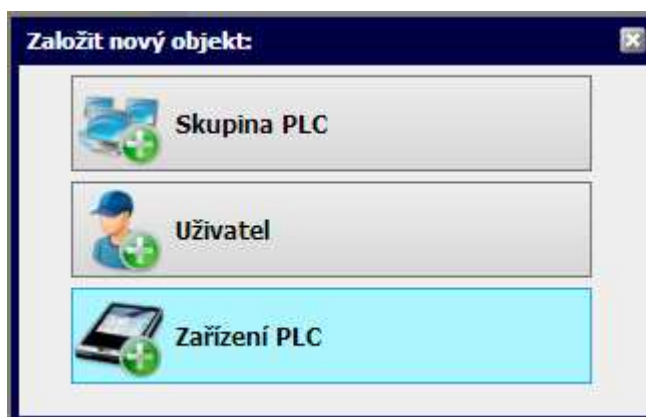 Založit nový objekt:
Skupina PLC
Uživatel
Zařízení PLC